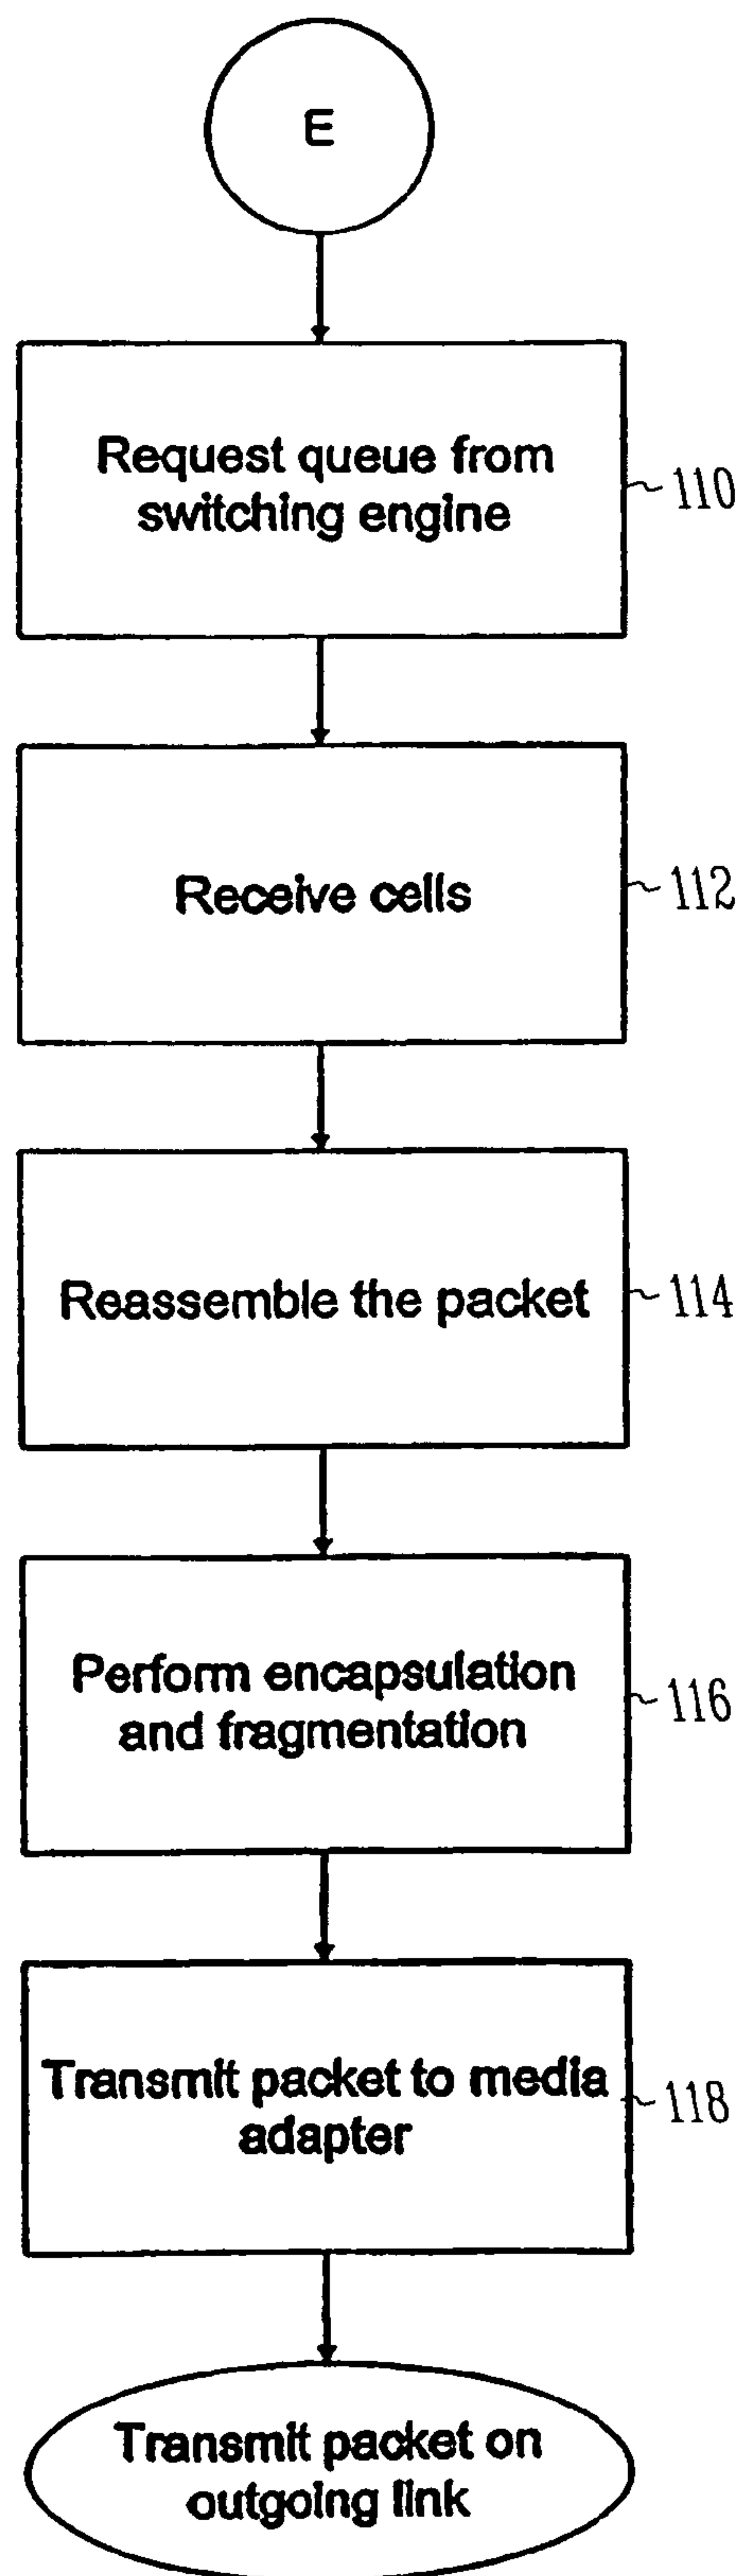 E
Request queue from
switching engine
110
Receive cells
112
Reassemble the packet
114
Perform encapsulation
and fragmentation
116
Transmit packet to media
adapter
118
Transmit packet on
outgoing link